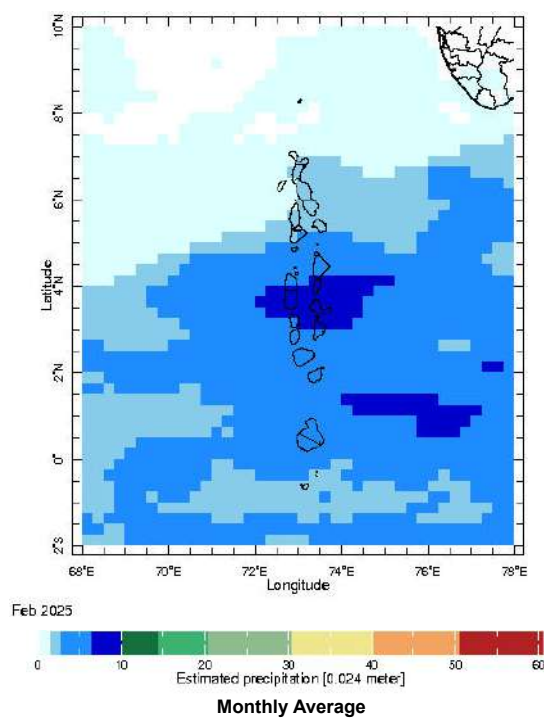 10°N
8°N
6°N
4°N
2°N
0°
2°S
Latitude
68°E 70°E 72°E 74°E 76°E 78°E
Longitude
Feb 2025
0 10 20 30 40 50 60
Estimated precipitation [0.024 meter]
Monthly Average